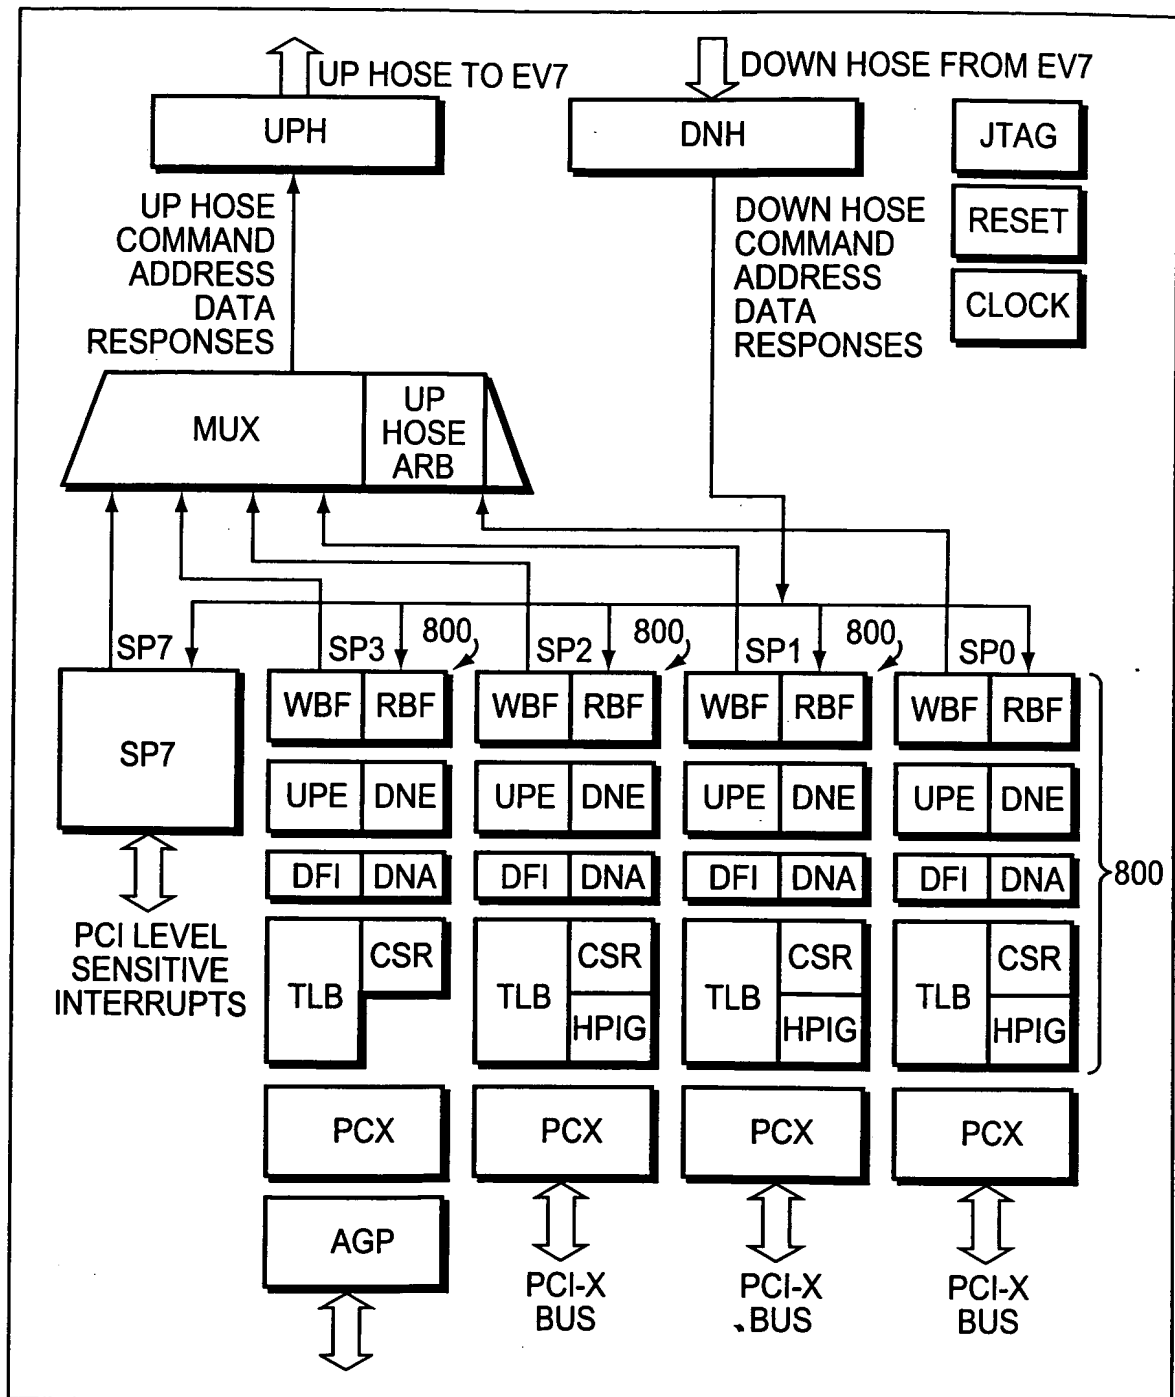 UP HOSE TO EV7
DOWN HOSE FROM EV7
UPH
DNH
JTAG
RESET
CLOCK
UP HOSE
COMMAND
ADDRESS
DATA
RESPONSES
DOWN HOSE
COMMAND
ADDRESS
DATA
RESPONSES
MUX
UP
HOSE
ARB
SP7
SP3
800
SP2
800
SP1
800
SP0
SP7
WBF RBF
WBF RBF
WBF RBF
WBF RBF
UPE DNE
UPE DNE
UPE DNE
UPE DNE
DFI DNA
DFI DNA
DFI DNA
DFI DNA
800
PCI LEVEL
SENSITIVE
INTERRUPTS
TLB
CSR
TLB
CSR
HPIG
TLB
CSR
HPIG
TLB
CSR
HPIG
PCX
PCX
PCX
PCX
AGP
PCI-X
BUS
PCI-X
BUS
PCI-X
BUS